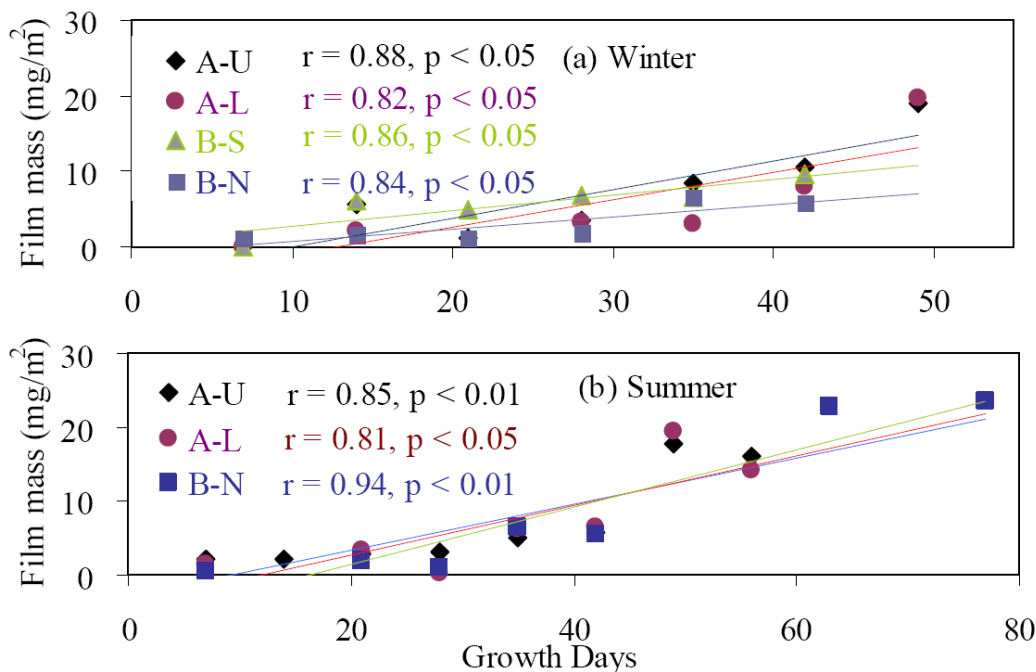 Film mass (mg/m²)
30
20
10
0
A-U r = 0.88, p < 0.05 (a) Winter
A-L r = 0.82, p < 0.05
B-S r = 0.86, p < 0.05
B-N r = 0.84, p < 0.05
0 10 20 30 40 50
Film mass (mg/m²)
30
20
10
0
A-U r = 0.85, p < 0.01 (b) Summer
A-L r = 0.81, p < 0.05
B-N r = 0.94, p < 0.01
0 20 40 60 80
Growth Days